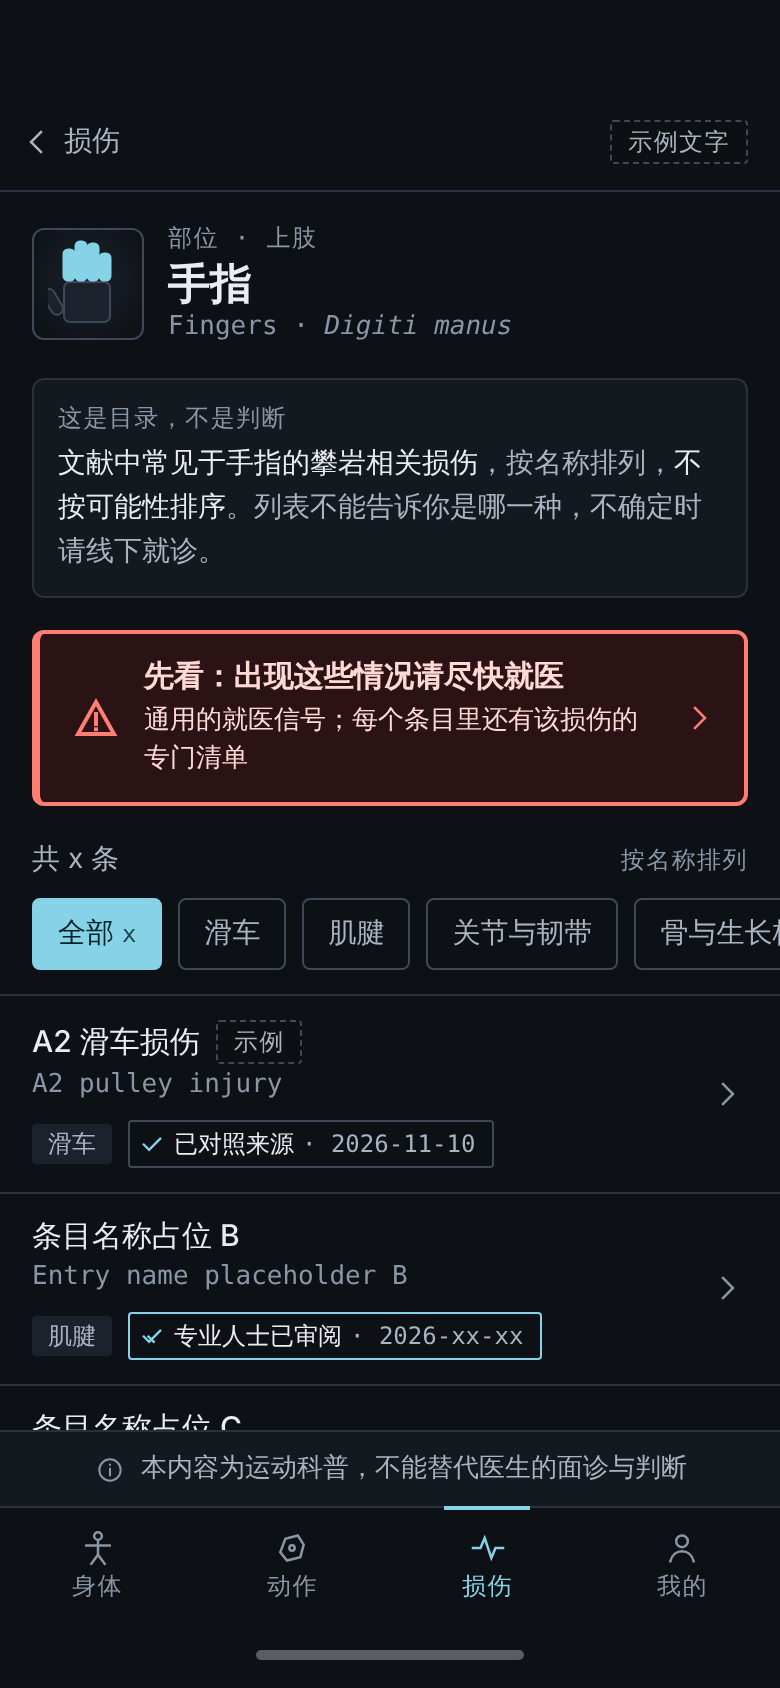 损伤
示例文字
部位 · 上肢
手指
Fingers · Digiti manus
这是目录，不是判断
文献中常见于手指的攀岩相关损伤，按名称排列，不
按可能性排序。列表不能告诉你是哪一种，不确定时
请线下就诊。
先看：出现这些情况请尽快就医
通用的就医信号；每个条目里还有该损伤的
专门清单
共 x 条
按名称排列
全部 x
滑车
肌腱
关节与韧带
骨与生长
A2 滑车损伤
示例
A2 pulley injury
滑车
已对照来源 · 2026-11-10
条目名称占位 B
Entry name placeholder B
肌腱
专业人士已审阅 · 2026-xx-xx
条目名称占位 C
本内容为运动科普，不能替代医生的面诊与判断
身体
动作
损伤
我的